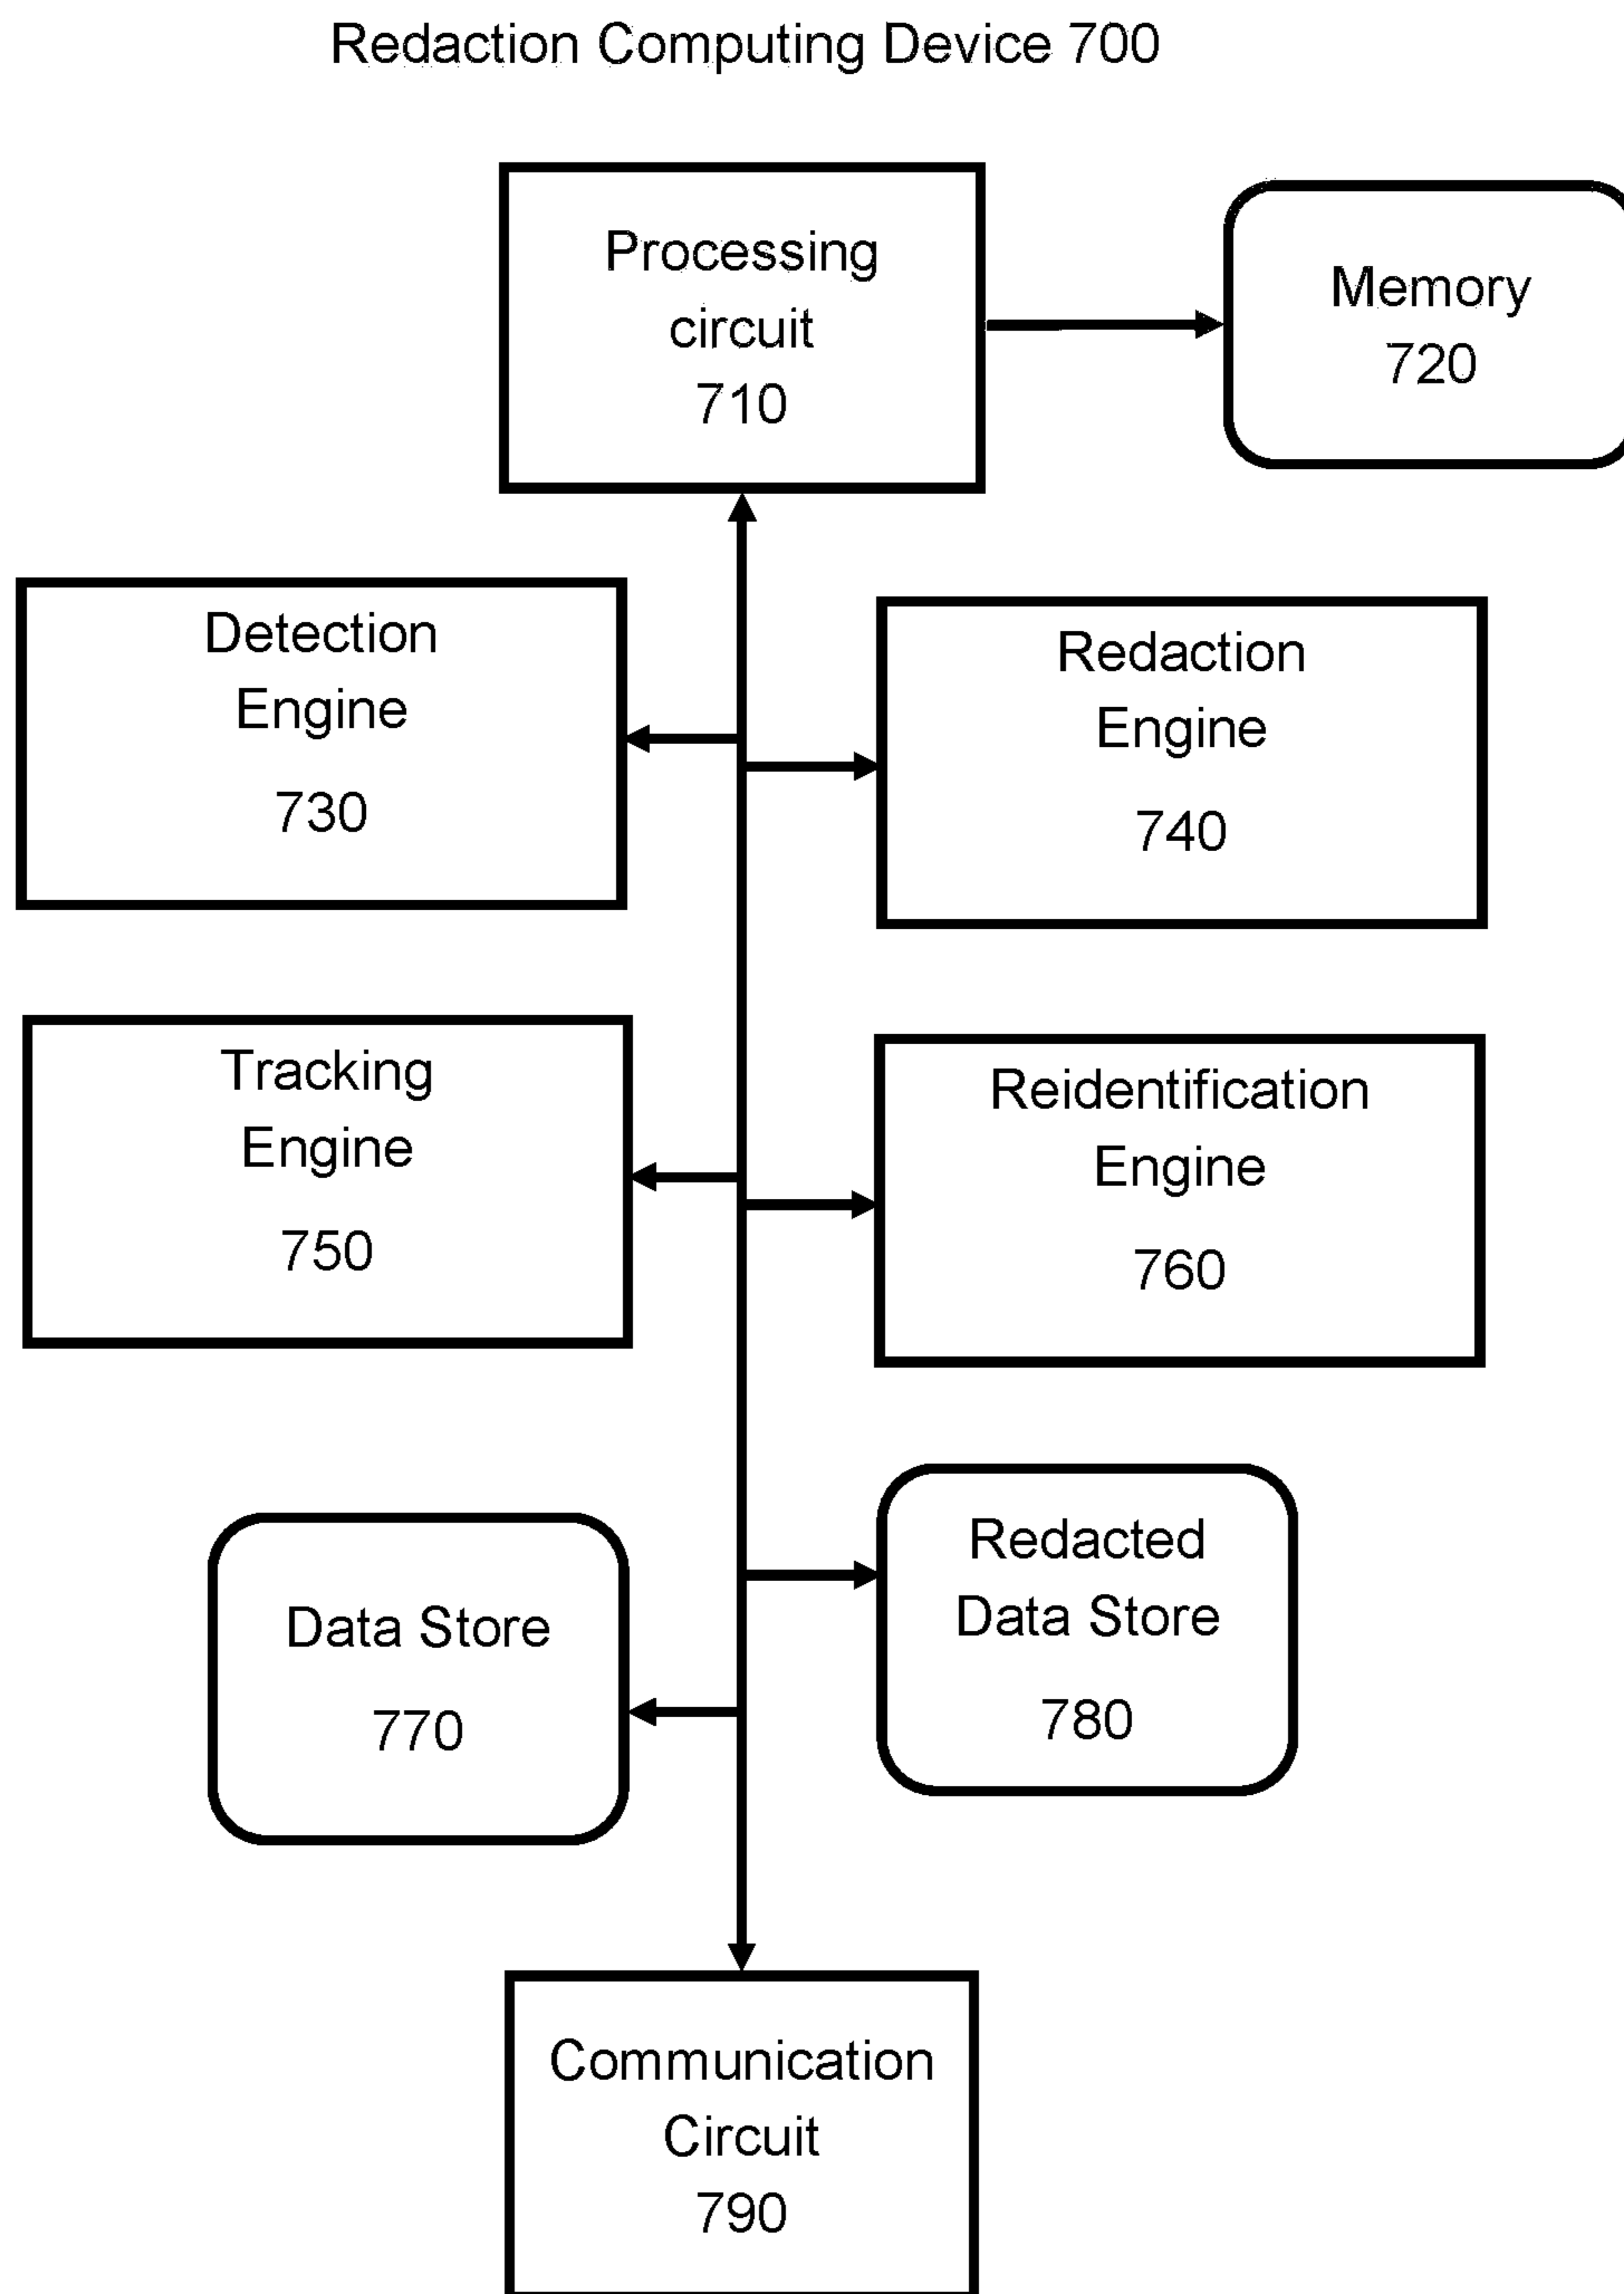 Redaction Computing Device 700
Processing
circuit
710
Memory
720
Detection
Engine
730
Redaction
Engine
740
Tracking
Engine
750
Reidentification
Engine
760
Data Store
770
Redacted
Data Store
780
Communication
Circuit
790